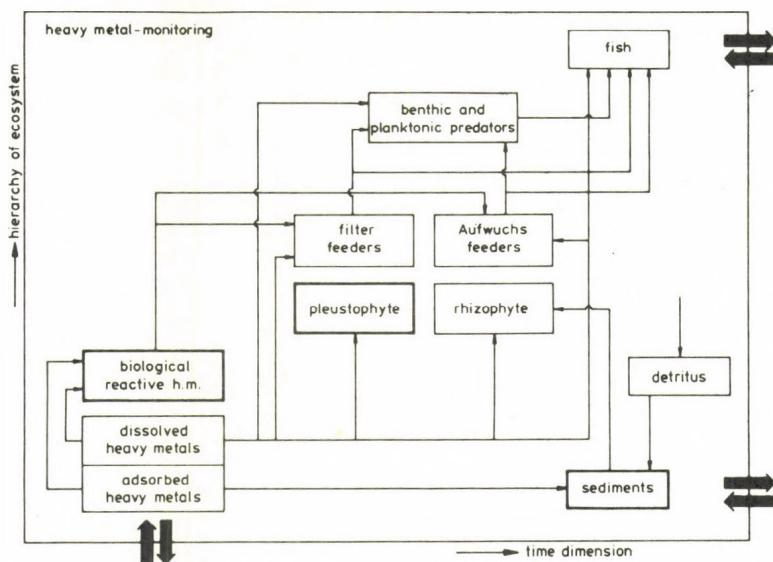 heavy metal-monitoring
fish
benthic and
planktonic predators
filter
feeders
Aufwuchs
feeders
pleustophyte
rhizophyte
biological
reactive h.m.
detritus
dissolved
heavy metals
adsorbed
heavy metals
sediments
hierarchy of ecosystem
time dimension